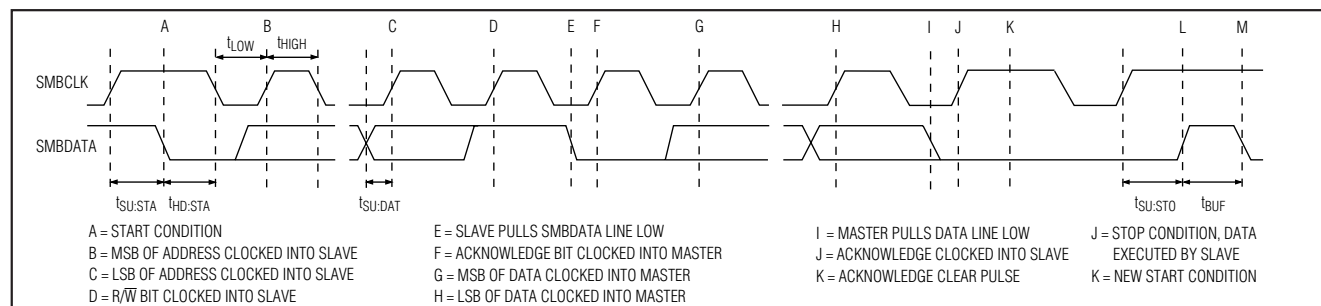 A B C D E F G H I J K L M
tLOW tHIGH
SMBCLK
SMBDATA
tSU:STA tHD:STA tSU:DAT tSU:STO tBUF
A = START CONDITION
B = MSB OF ADDRESS CLOCKED INTO SLAVE
C = LSB OF ADDRESS CLOCKED INTO SLAVE
D = R/W̅ BIT CLOCKED INTO SLAVE
E = SLAVE PULLS SMBDATA LINE LOW
F = ACKNOWLEDGE BIT CLOCKED INTO MASTER
G = MSB OF DATA CLOCKED INTO MASTER
H = LSB OF DATA CLOCKED INTO MASTER
I = MASTER PULLS DATA LINE LOW
J = ACKNOWLEDGE CLOCKED INTO SLAVE
K = ACKNOWLEDGE CLEAR PULSE
J = STOP CONDITION, DATA
EXECUTED BY SLAVE
K = NEW START CONDITION